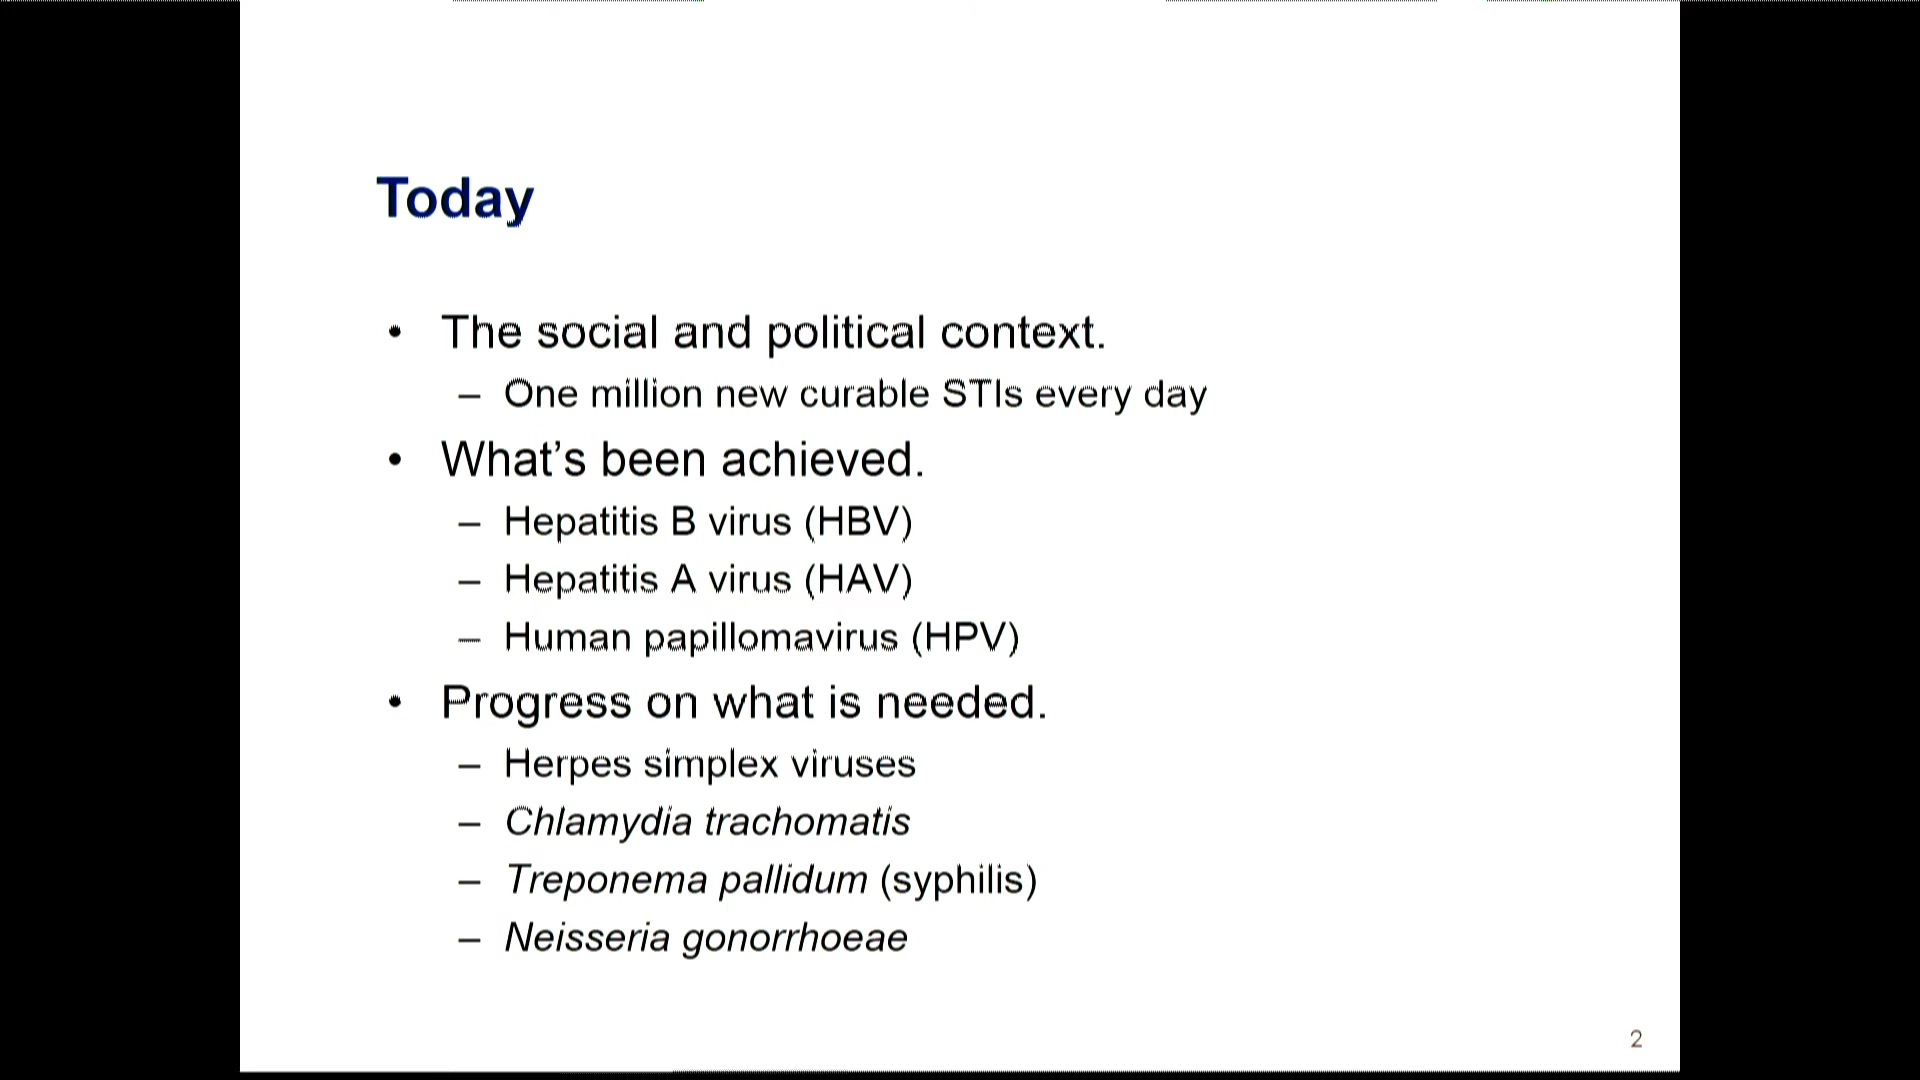 Today
• The social and political context.
– One million new curable STIs every day
• What’s been achieved.
– Hepatitis B virus (HBV)
– Hepatitis A virus (HAV)
– Human papillomavirus (HPV)
• Progress on what is needed.
– Herpes simplex viruses
– Chlamydia trachomatis
– Treponema pallidum (syphilis)
– Neisseria gonorrhoeae
2